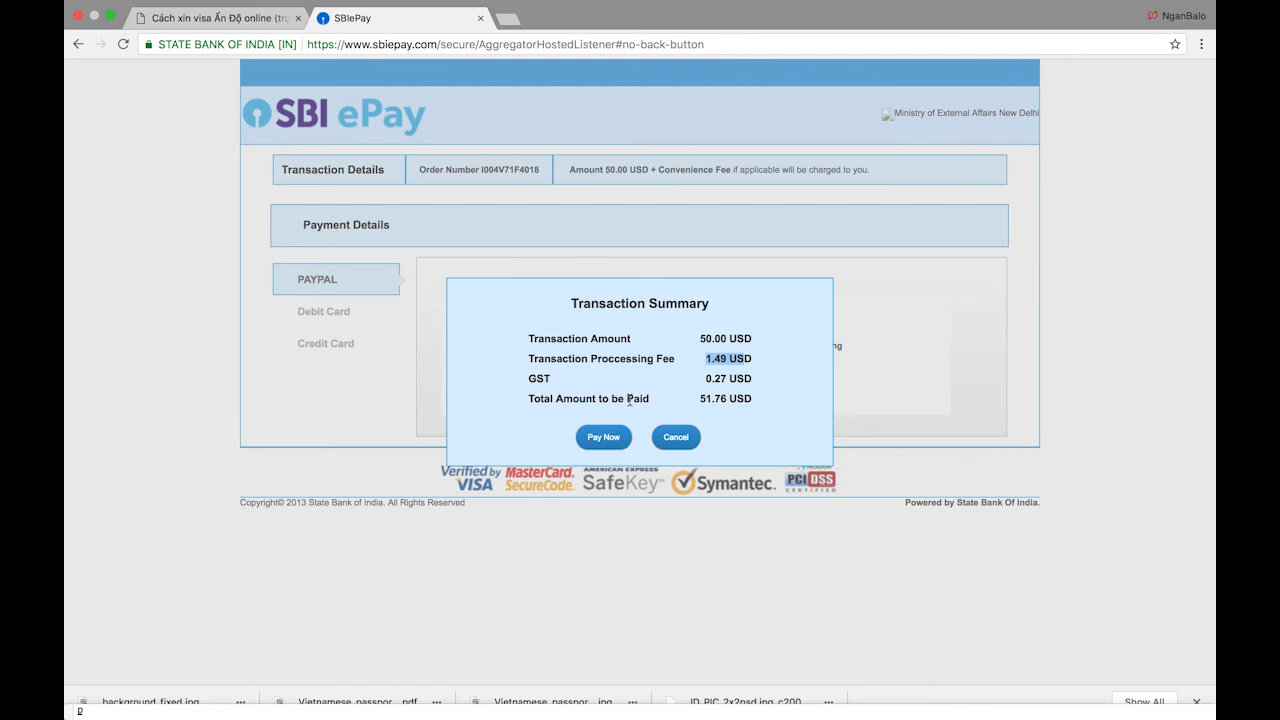 Cách xin visa Ấn Độ online (trự
SBIePay
NganBalo
STATE BANK OF INDIA [IN] https://www.sbiepay.com/secure/AggregatorHostedListener#no-back-button
SBI ePay
Ministry of External Affairs New Delhi
Transaction Details
Order Number I004V71F4018
Amount 50.00 USD + Convenience Fee if applicable will be charged to you.
Payment Details
PAYPAL
Debit Card
Credit Card
Transaction Summary
Transaction Amount 50.00 USD
Transaction Proccessing Fee 1.49 USD
GST 0.27 USD
Total Amount to be Paid 51.76 USD
Pay Now Cancel
Verified by VISA
MasterCard. SecureCode.
AMERICAN EXPRESS SafeKey
Symantec.
PCI DSS CERTIFIED
Copyright© 2013 State Bank of India. All Rights Reserved
Powered by State Bank Of India.
background_fixed.jpg
Vietnamese_passpor...pdf
Vietnamese_passpor...jpg
ID_PIC_2x2nsd.jpg_c200...
Show All